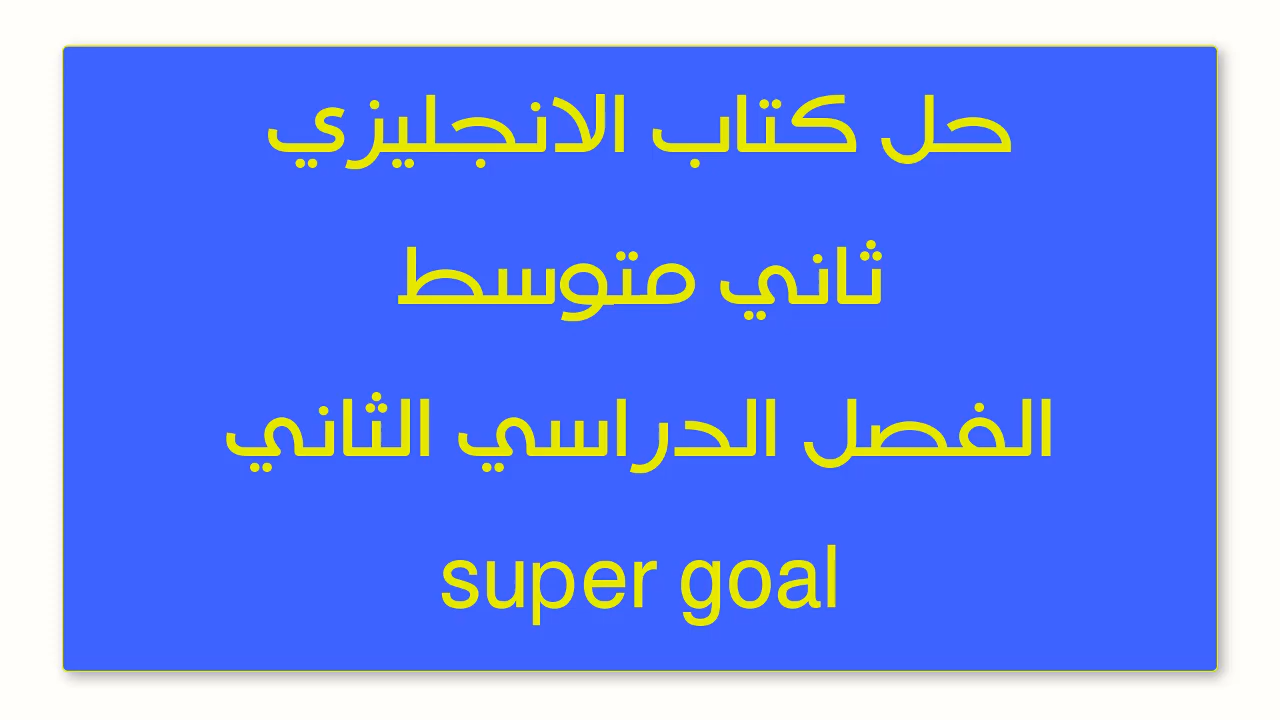 حل كتاب الانجليزي
ثاني متوسط
الفصل الدراسي الثاني
super goal